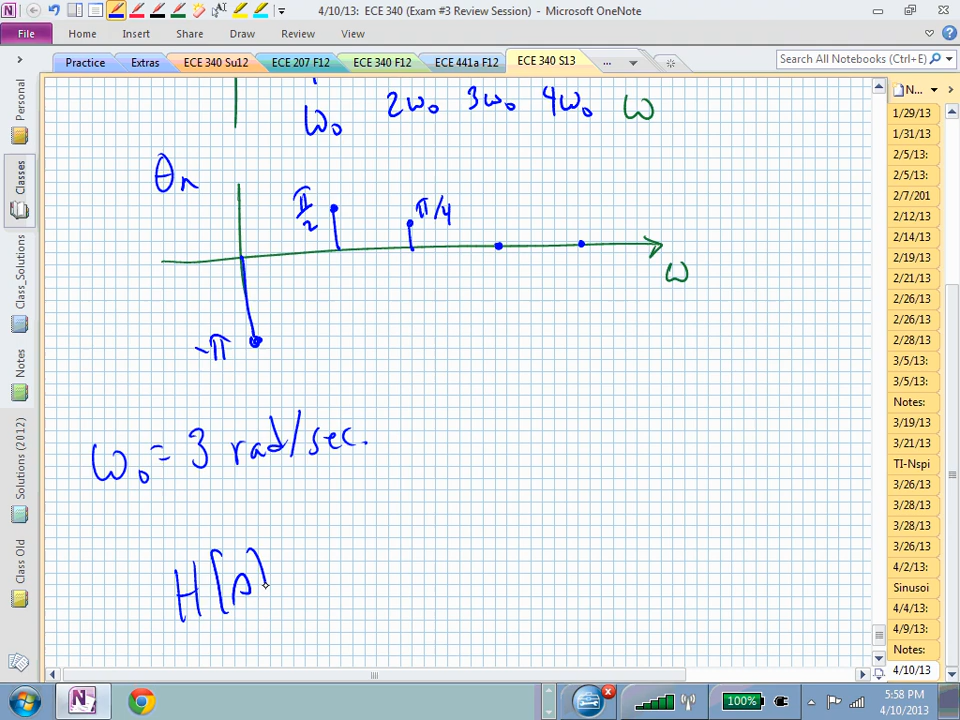 4/10/13: ECE 340 (Exam #3 Review Session) - Microsoft OneNote
File Home Insert Share Draw Review View
Practice Extras ECE 340 Su12 ECE 207 F12 ECE 340 F12 ECE 441a F12 ECE 340 S13 ... Search All Notebooks (Ctrl+E)
Personal
Classes
Class_Solutions
Notes
Solutions (2012)
Class Old
ω₀ 2ω₀ 3ω₀ 4ω₀ ω
θn
π/2 π/4
ω
-π
ω₀ = 3 rad/sec.
H(s)
N...
1/29/13
1/31/13
2/5/13:
2/5/13:
2/7/201
2/12/13
2/14/13
2/19/13
2/21/13
2/26/13
2/26/13
2/28/13
3/5/13:
3/5/13:
Notes:
3/19/13
3/21/13
TI-Nspi
3/26/13
3/28/13
3/28/13
3/26/13
4/2/13:
Sinusoi
4/4/13:
4/9/13:
Notes:
4/10/13
100%
5:58 PM
4/10/2013